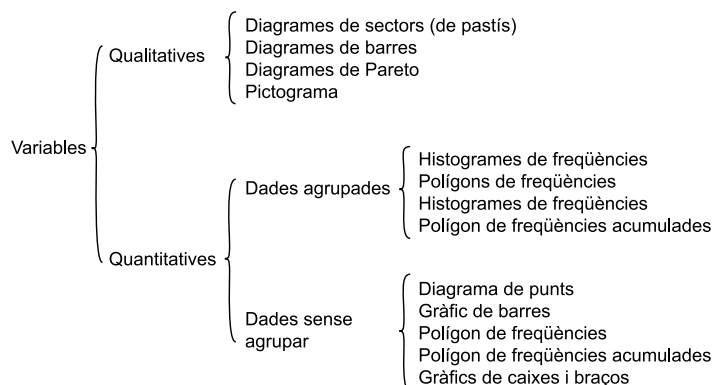 Variables
Qualitatives
Diagrames de sectors (de pastís)
Diagrames de barres
Diagrames de Pareto
Pictograma
Quantitatives
Dades agrupades
Histogrames de freqüències
Polígons de freqüències
Histogrames de freqüències
Polígon de freqüències acumulades
Dades sense
agrupar
Diagrama de punts
Gràfic de barres
Polígon de freqüències
Polígon de freqüències acumulades
Gràfics de caixes i braços